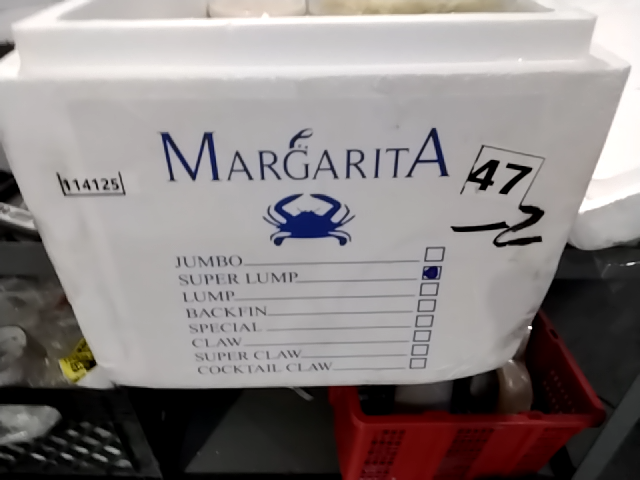 MARGARITA
114125
47
-2
JUMBO
SUPER LUMP
LUMP
BACKFIN
SPECIAL
CLAW
SUPER CLAW
COCKTAIL CLAW